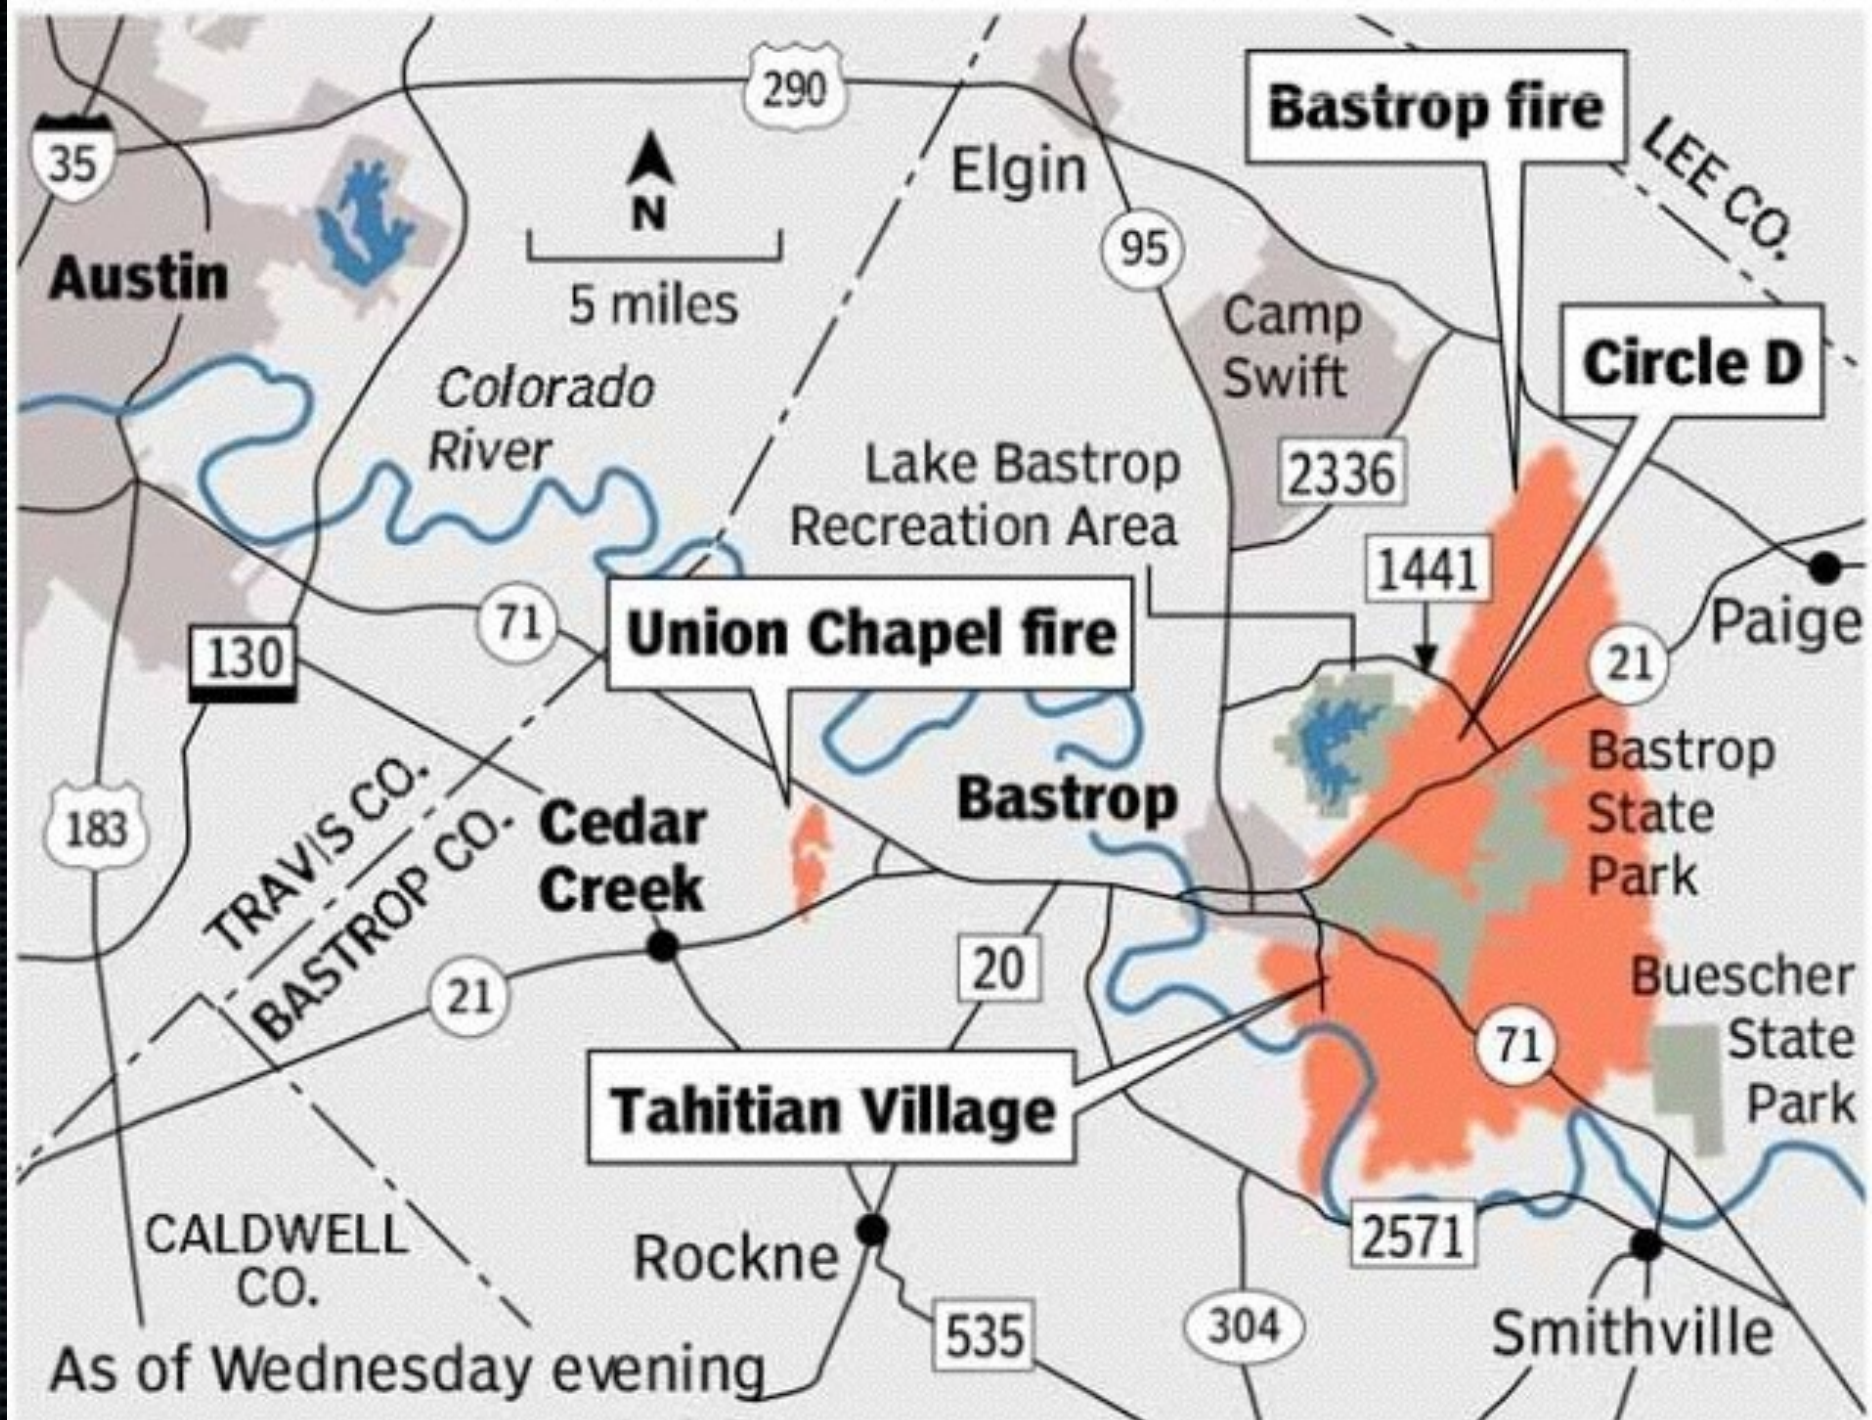 290
Bastrop fire
35
LEE CO.
N
Elgin
95
Austin
5 miles
Camp
Swift
Circle D
Colorado
River
Lake Bastrop
Recreation Area
2336
1441
71
Union Chapel fire
Paige
130
21
Bastrop
State
Park
TRAVIS CO.
BASTROP CO.
183
Cedar
Creek
Bastrop
20
21
Buescher
State
Park
71
Tahitian Village
CALDWELL
CO.
Rockne
2571
535
304
Smithville
As of Wednesday evening